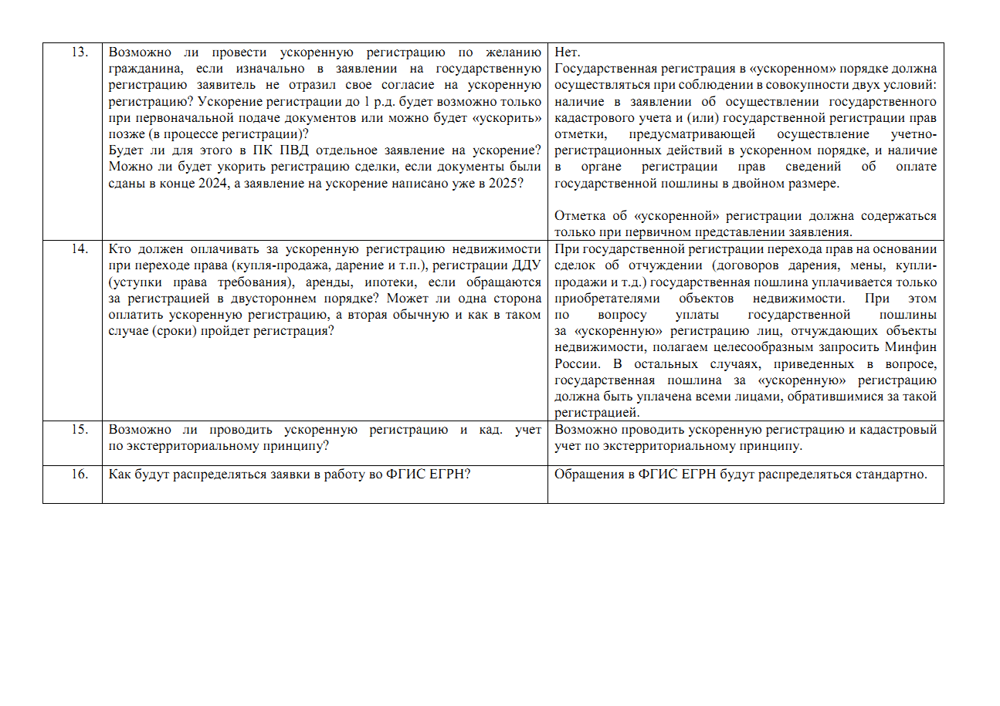 13.
Возможно ли провести ускоренную регистрацию по желанию
гражданина, если изначально в заявлении на государственную
регистрацию заявитель не отразил свое согласие на ускоренную
регистрацию? Ускорение регистрации до 1 р.д. будет возможно только
при первоначальной подаче документов или можно будет «ускорить»
позже (в процессе регистрации)?
Будет ли для этого в ПК ПВД отдельное заявление на ускорение?
Можно ли будет укорить регистрацию сделки, если документы были
сданы в конце 2024, а заявление на ускорение написано уже в 2025?
Нет.
Государственная регистрация в «ускоренном» порядке должна
осуществляться при соблюдении в совокупности двух условий:
наличие в заявлении об осуществлении государственного
кадастрового учета и (или) государственной регистрации прав
отметки, предусматривающей осуществление учетно-
регистрационных действий в ускоренном порядке, и наличие
в органе регистрации прав сведений об оплате
государственной пошлины в двойном размере.
Отметка об «ускоренной» регистрации должна содержаться
только при первичном представлении заявления.
14.
Кто должен оплачивать за ускоренную регистрацию недвижимости
при переходе права (купля-продажа, дарение и т.п.), регистрации ДДУ
(уступки права требования), аренды, ипотеки, если обращаются
за регистрацией в двустороннем порядке? Может ли одна сторона
оплатить ускоренную регистрацию, а вторая обычную и как в таком
случае (сроки) пройдет регистрация?
При государственной регистрации перехода прав на основании
сделок об отчуждении (договоров дарения, мены, купли-
продажи и т.д.) государственная пошлина уплачивается только
приобретателями объектов недвижимости. При этом
по вопросу уплаты государственной пошлины
за «ускоренную» регистрацию лиц, отчуждающих объекты
недвижимости, полагаем целесообразным запросить Минфин
России. В остальных случаях, приведенных в вопросе,
государственная пошлина за «ускоренную» регистрацию
должна быть уплачена всеми лицами, обратившимися за такой
регистрацией.
15.
Возможно ли проводить ускоренную регистрацию и кад. учет
по экстерриториальному принципу?
Возможно проводить ускоренную регистрацию и кадастровый
учет по экстерриториальному принципу.
16.
Как будут распределяться заявки в работу во ФГИС ЕГРН?
Обращения в ФГИС ЕГРН будут распределяться стандартно.